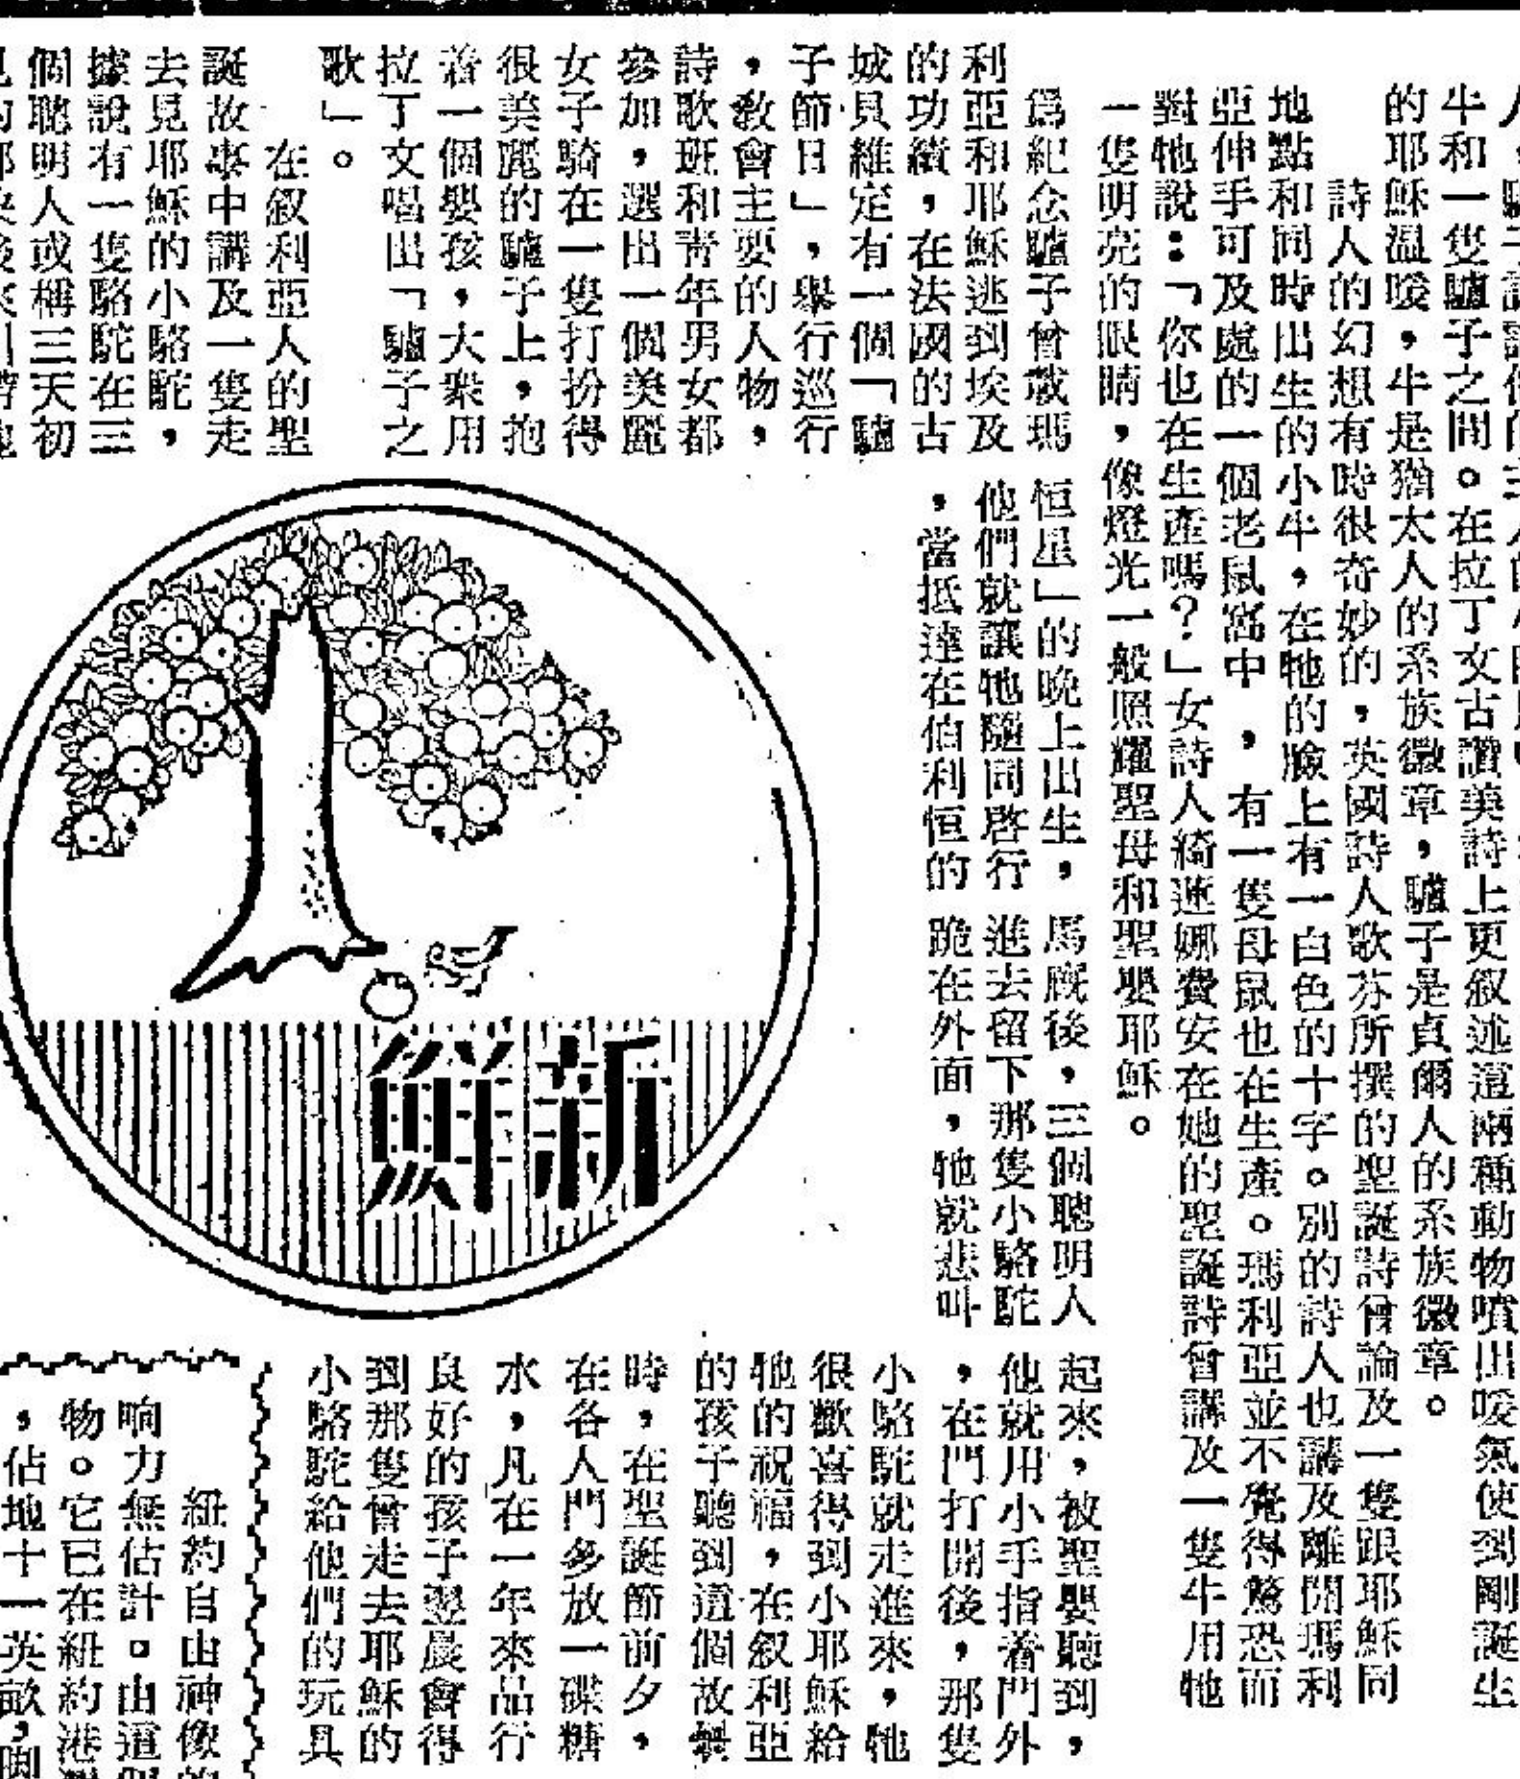 牛和一隻驢子之間。在拉丁文古讚美詩上更叙述這兩種動物噴出暖氣使到剛誕生
的耶穌溫暖，牛是猶太人的系族徽章，驢子是貞爾人的系族徽章。
詩人的幻想有時很奇妙的，英國詩人歌芬所撰的聖誕詩曾論及一隻跟耶穌同
地點和同時出生的小牛，在牠的臉上有一白色的十字。別的詩人也講及離開瑪利
亞伸手可及處的一個老鼠窩中，有一隻母鼠也在生產。瑪利亞並不覺得驚恐而
對牠說：「你也在生產嗎？」女詩人綺蓮娜費安在她的聖誕詩曾講及一隻牛用牠
一隻明亮的眼睛，像燈光一般照耀聖母和聖嬰耶穌。
爲紀念驢子曾載瑪
利亞和耶穌逃到埃及
的功績，在法國的古
城貝維定有一個「驢
子節日」，舉行巡行
，教會主要的人物，
詩歌班和青年男女都
參加，選出一個美麗
女子騎在一隻打扮得
很美麗的驢子上，抱
着一個嬰孩，大衆用
拉丁文唱出「驢子之
歌」。
在叙利亞人的聖
誕故事中講及一隻走
去見耶穌的小駱駝，
據說有一隻駱駝在三
個聰明人或稱三天初
恒星」的晚上出生，
他們就讓牠隨同啓行
，當抵達在伯利恒的
馬廐後，三個聰明人
進去留下那隻小駱駝
跪在外面，牠就悲叫
起來，被聖嬰聽到，
他就用小手指着門外
，在門打開後，那隻
小駱駝就走進來，牠
很歡喜得到小耶穌給
牠的祝福，在叙利亞
的孩子聽到這個故事
時，在聖誕節前夕，
在各人門多放一碟糖
水，凡在一年來品行
良好的孩子翌晨會得
到那隻曾走去耶穌的
小駱駝給他們的玩具
新鮮
紐約自由神像的
响力無估計。由這
物。它已在紐約港
，佔地十一英畝，